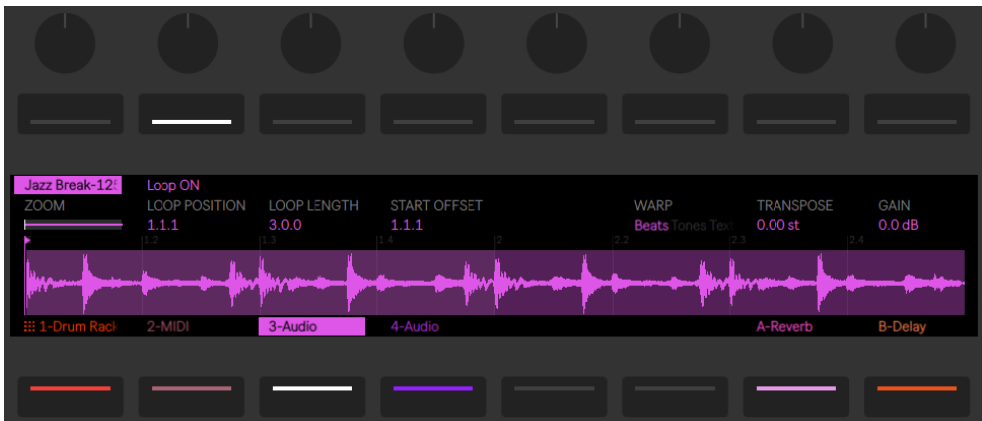 Jazz Break-125 Loop ON
ZOOM LOOP POSITION LOOP LENGTH START OFFSET WARP TRANSPOSE GAIN
1.1.1 3.0.0 1.1.1 Beats Tones Text 0.00 st 0.0 dB
1.2 1.3 1.4 2 2.2 2.3 2.4
1-Drum Rack 2-MIDI 3-Audio 4-Audio A-Reverb B-Delay